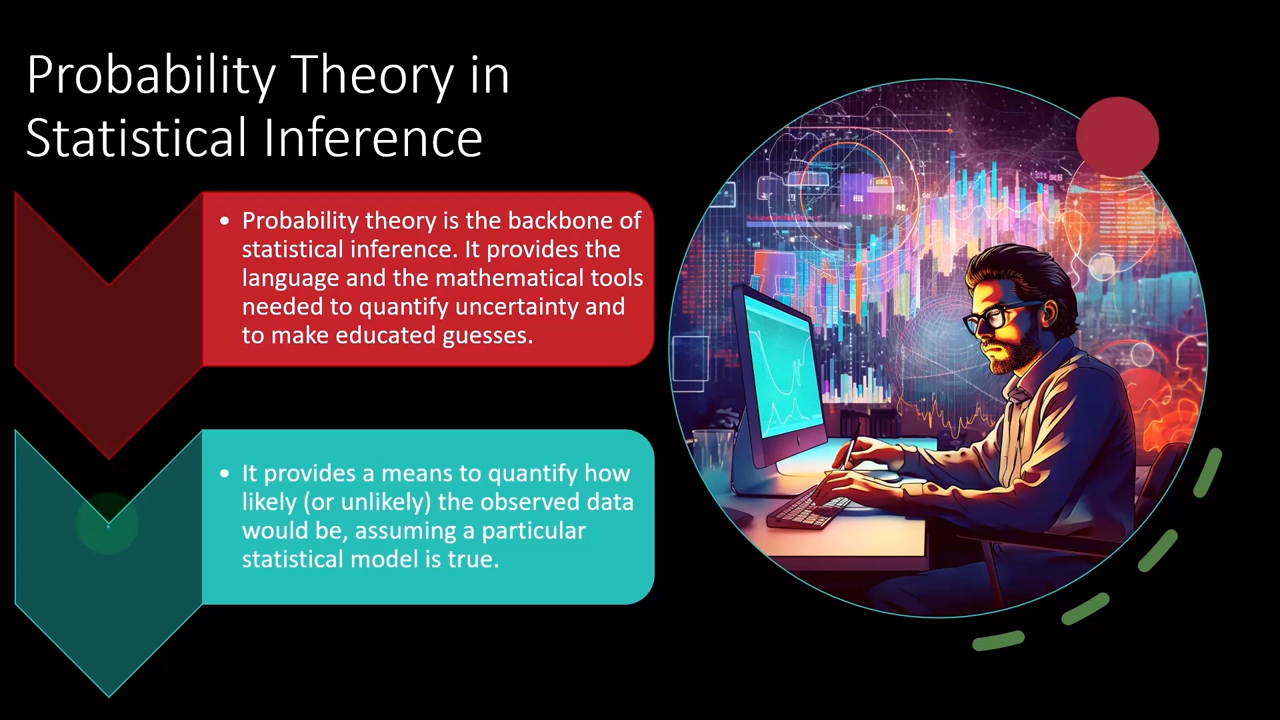 Probability Theory in
Statistical Inference
• Probability theory is the backbone of
statistical inference. It provides the
language and the mathematical tools
needed to quantify uncertainty and
to make educated guesses.
• It provides a means to quantify how
likely (or unlikely) the observed data
would be, assuming a particular
statistical model is true.